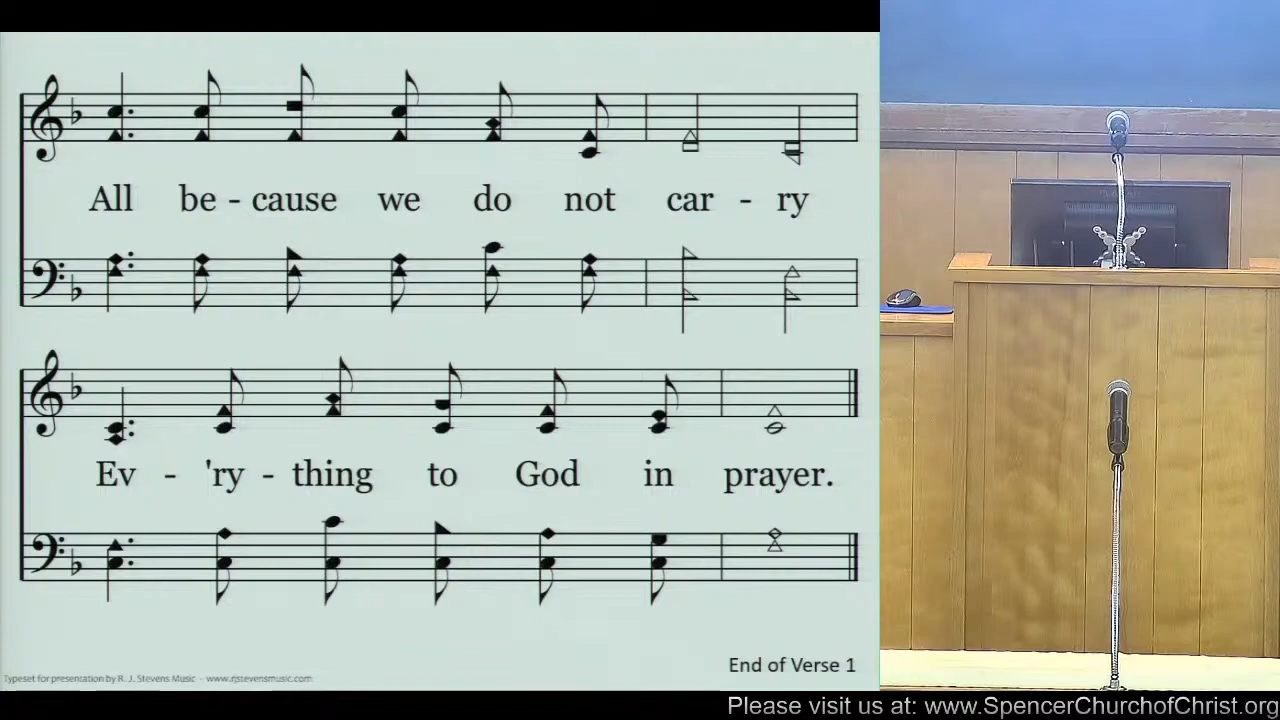 All be - cause we do not car - ry
Ev - 'ry - thing to God in prayer.
End of Verse 1
Typeset for presentation by R. J. Stevens Music - www.rjstevensmusic.com
Please visit us at: www.SpencerChurchofChrist.org